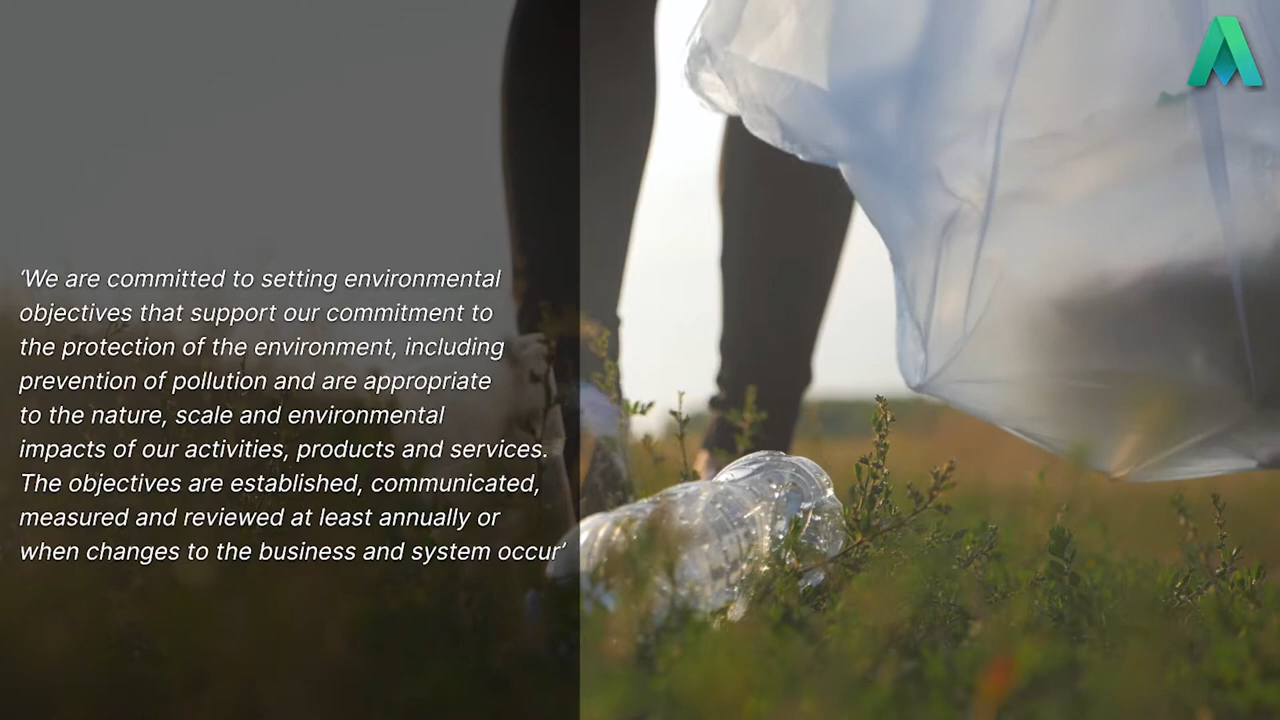 ‘We are committed to setting environmental
objectives that support our commitment to
the protection of the environment, including
prevention of pollution and are appropriate
to the nature, scale and environmental
impacts of our activities, products and services.
The objectives are established, communicated,
measured and reviewed at least annually or
when changes to the business and system occur’